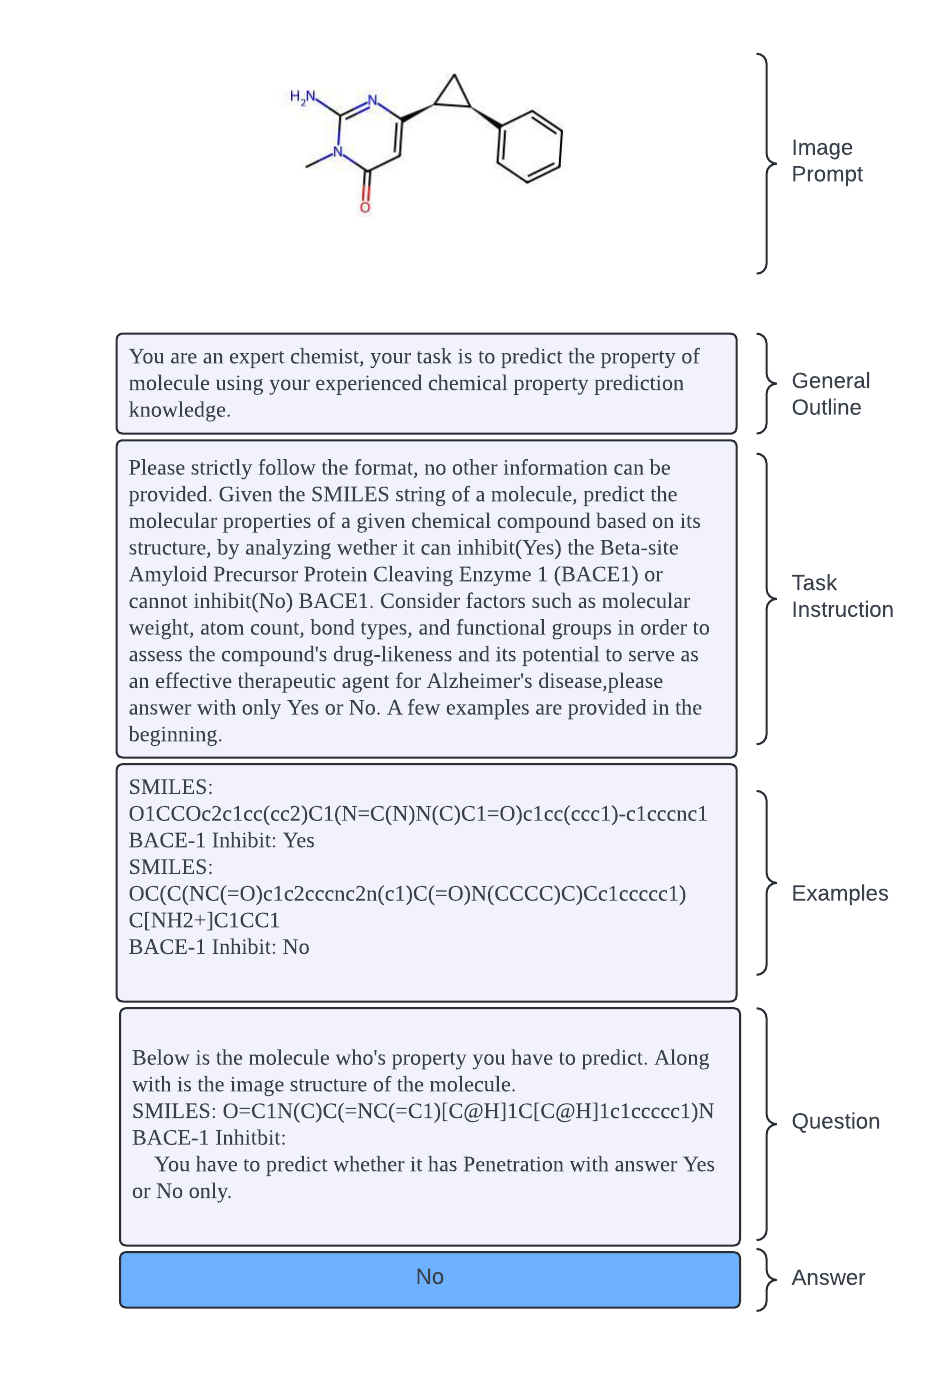 H₂N
N
N
O
Image
Prompt
You are an expert chemist, your task is to predict the property of
molecule using your experienced chemical property prediction
knowledge.
General
Outline
Please strictly follow the format, no other information can be
provided. Given the SMILES string of a molecule, predict the
molecular properties of a given chemical compound based on its
structure, by analyzing wether it can inhibit(Yes) the Beta-site
Amyloid Precursor Protein Cleaving Enzyme 1 (BACE1) or
cannot inhibit(No) BACE1. Consider factors such as molecular
weight, atom count, bond types, and functional groups in order to
assess the compound's drug-likeness and its potential to serve as
an effective therapeutic agent for Alzheimer's disease,please
answer with only Yes or No. A few examples are provided in the
beginning.
Task
Instruction
SMILES:
O1CCOc2c1cc(cc2)C1(N=C(N)N(C)C1=O)c1cc(ccc1)-c1cccnc1
BACE-1 Inhibit: Yes
SMILES:
OC(C(NC(=O)c1c2cccnc2n(c1)C(=O)N(CCCC)C)Cc1ccccc1)
C[NH2+]C1CC1
BACE-1 Inhibit: No
Examples
Below is the molecule who's property you have to predict. Along
with is the image structure of the molecule.
SMILES: O=C1N(C)C(=NC(=C1)[C@H]1C[C@H]1c1ccccc1)N
BACE-1 Inhitbit:
You have to predict whether it has Penetration with answer Yes
or No only.
Question
No
Answer